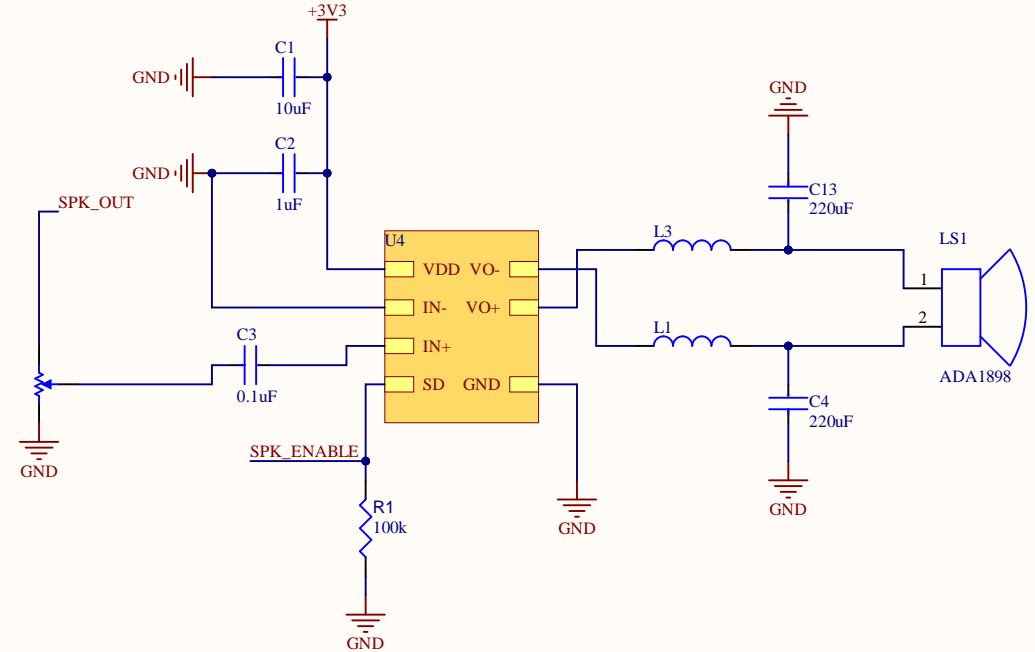 +3V3
C1
GND
10uF
GND
C2
GND
1uF
C13
220uF
SPK_OUT
U4
L3
LS1
VDD
VO-
1
IN-
VO+
2
C3
L1
IN+
0.1uF
SD
GND
ADA1898
C4
220uF
SPK_ENABLE
GND
R1
100k
GND
GND
GND